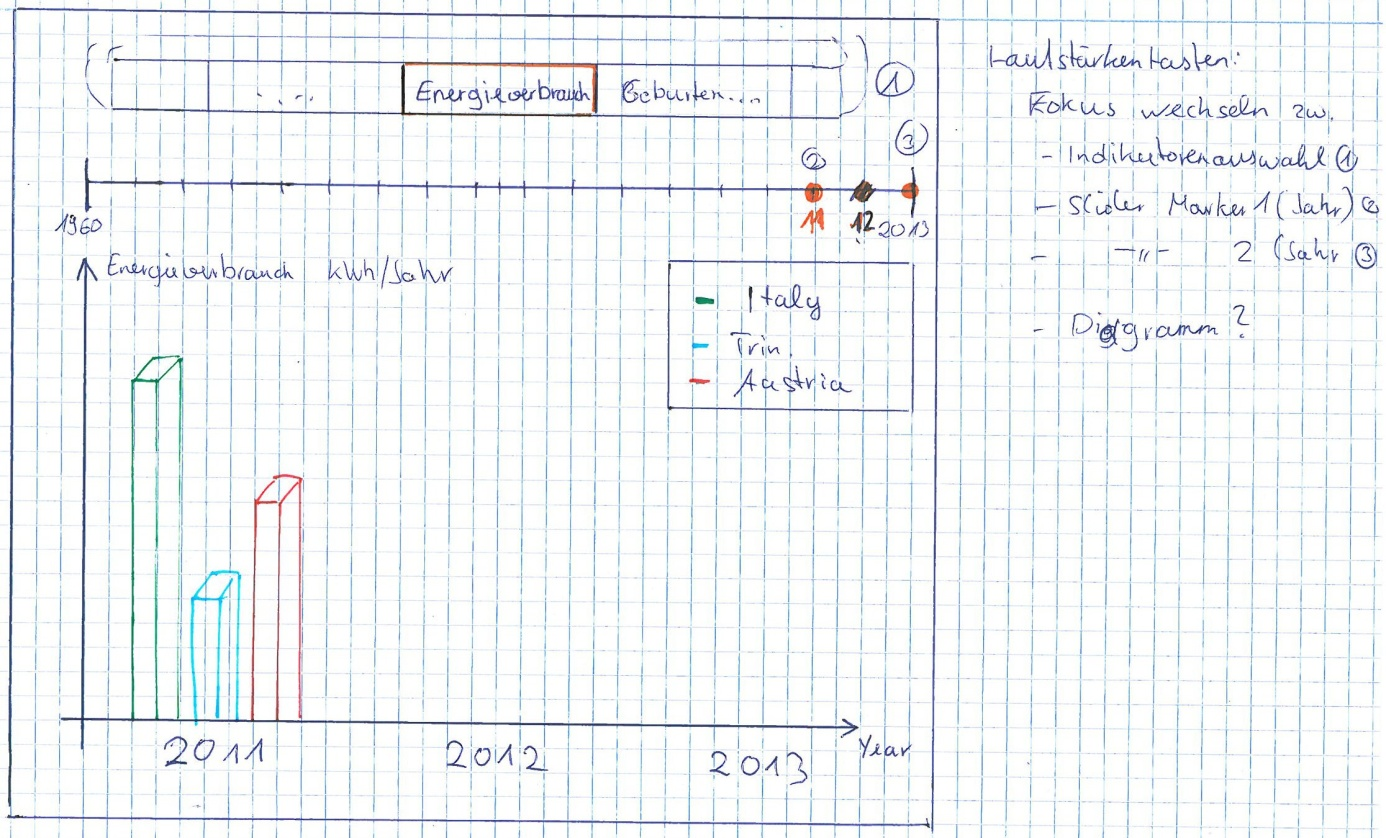 . . . .
Energieverbrauch
Geburten...
①
② ③
1960
11 12 2013
Energieverbrauch kWh/Jahr
Italy
Trin.
Austria
2011 2012 2013 Year
Lautstärkentasten:
Fokus wechseln zw.
- Indikatorenauswahl ①
- Slider Marker 1 (Jahr) ②
- -"- 2 (Jahr ③
- Diagramm?